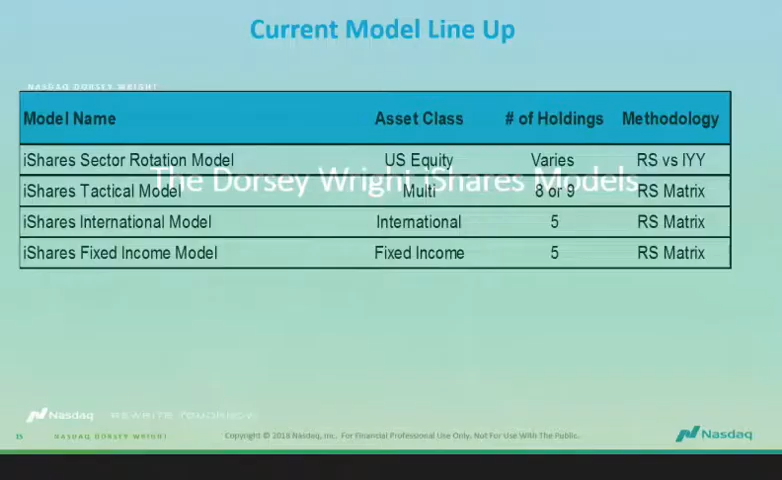 Current Model Line Up
NASDAQ DORSEY WRIGHT
Model Name Asset Class # of Holdings Methodology
iShares Sector Rotation Model US Equity Varies RS vs IYY
The Dorsey Wright iShares Models
iShares Tactical Model Multi 8 or 9 RS Matrix
iShares International Model International 5 RS Matrix
iShares Fixed Income Model Fixed Income 5 RS Matrix
Nasdaq REWRITE TOMORROW
15 NASDAQ DORSEY WRIGHT Copyright © 2018 Nasdaq, Inc. For Financial Professional Use Only, Not For Use With The Public. Nasdaq